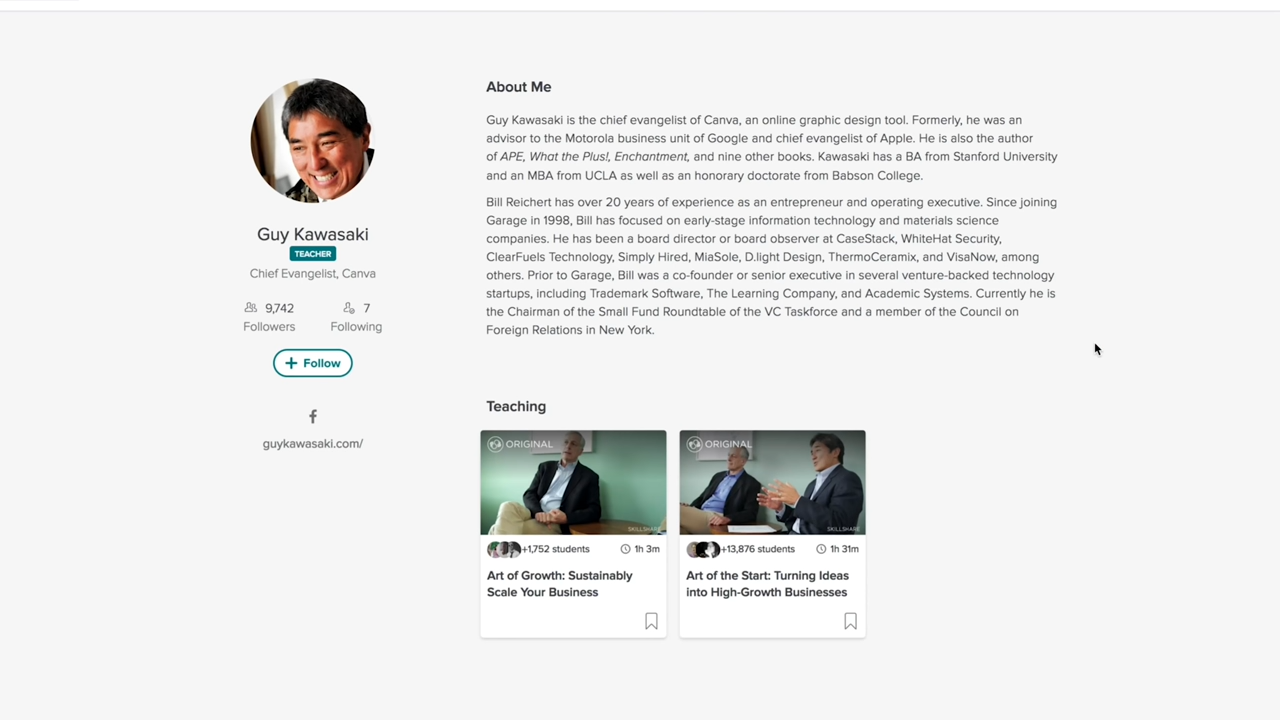 Guy Kawasaki
TEACHER
Chief Evangelist, Canva
9,742
Followers
7
Following
+ Follow
guykawasaki.com/
About Me
Guy Kawasaki is the chief evangelist of Canva, an online graphic design tool. Formerly, he was an
advisor to the Motorola business unit of Google and chief evangelist of Apple. He is also the author
of APE, What the Plus!, Enchantment, and nine other books. Kawasaki has a BA from Stanford University
and an MBA from UCLA as well as an honorary doctorate from Babson College.
Bill Reichert has over 20 years of experience as an entrepreneur and operating executive. Since joining
Garage in 1998, Bill has focused on early-stage information technology and materials science
companies. He has been a board director or board observer at CaseStack, WhiteHat Security,
ClearFuels Technology, Simply Hired, MiaSole, D.light Design, ThermoCeramix, and VisaNow, among
others. Prior to Garage, Bill was a co-founder or senior executive in several venture-backed technology
startups, including Trademark Software, The Learning Company, and Academic Systems. Currently he is
the Chairman of the Small Fund Roundtable of the VC Taskforce and a member of the Council on
Foreign Relations in New York.
Teaching
ORIGINAL
SKILLSHARE
+1,752 students
1h 3m
Art of Growth: Sustainably
Scale Your Business
ORIGINAL
SKILLSHARE
+13,876 students
1h 31m
Art of the Start: Turning Ideas
into High-Growth Businesses